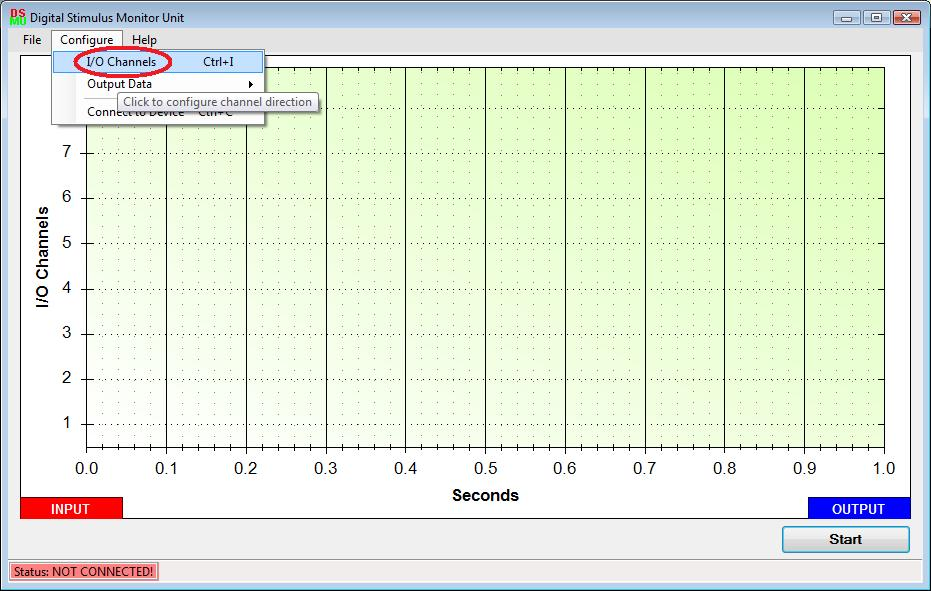 DS
MU Digital Stimulus Monitor Unit
File Configure Help
I/O Channels Ctrl+I
Output Data
Click to configure channel direction
Connect to Device Ctrl+C
I/O Channels
7
6
5
4
3
2
1
0.0 0.1 0.2 0.3 0.4 0.5 0.6 0.7 0.8 0.9 1.0
Seconds
INPUT OUTPUT
Start
Status: NOT CONNECTED!